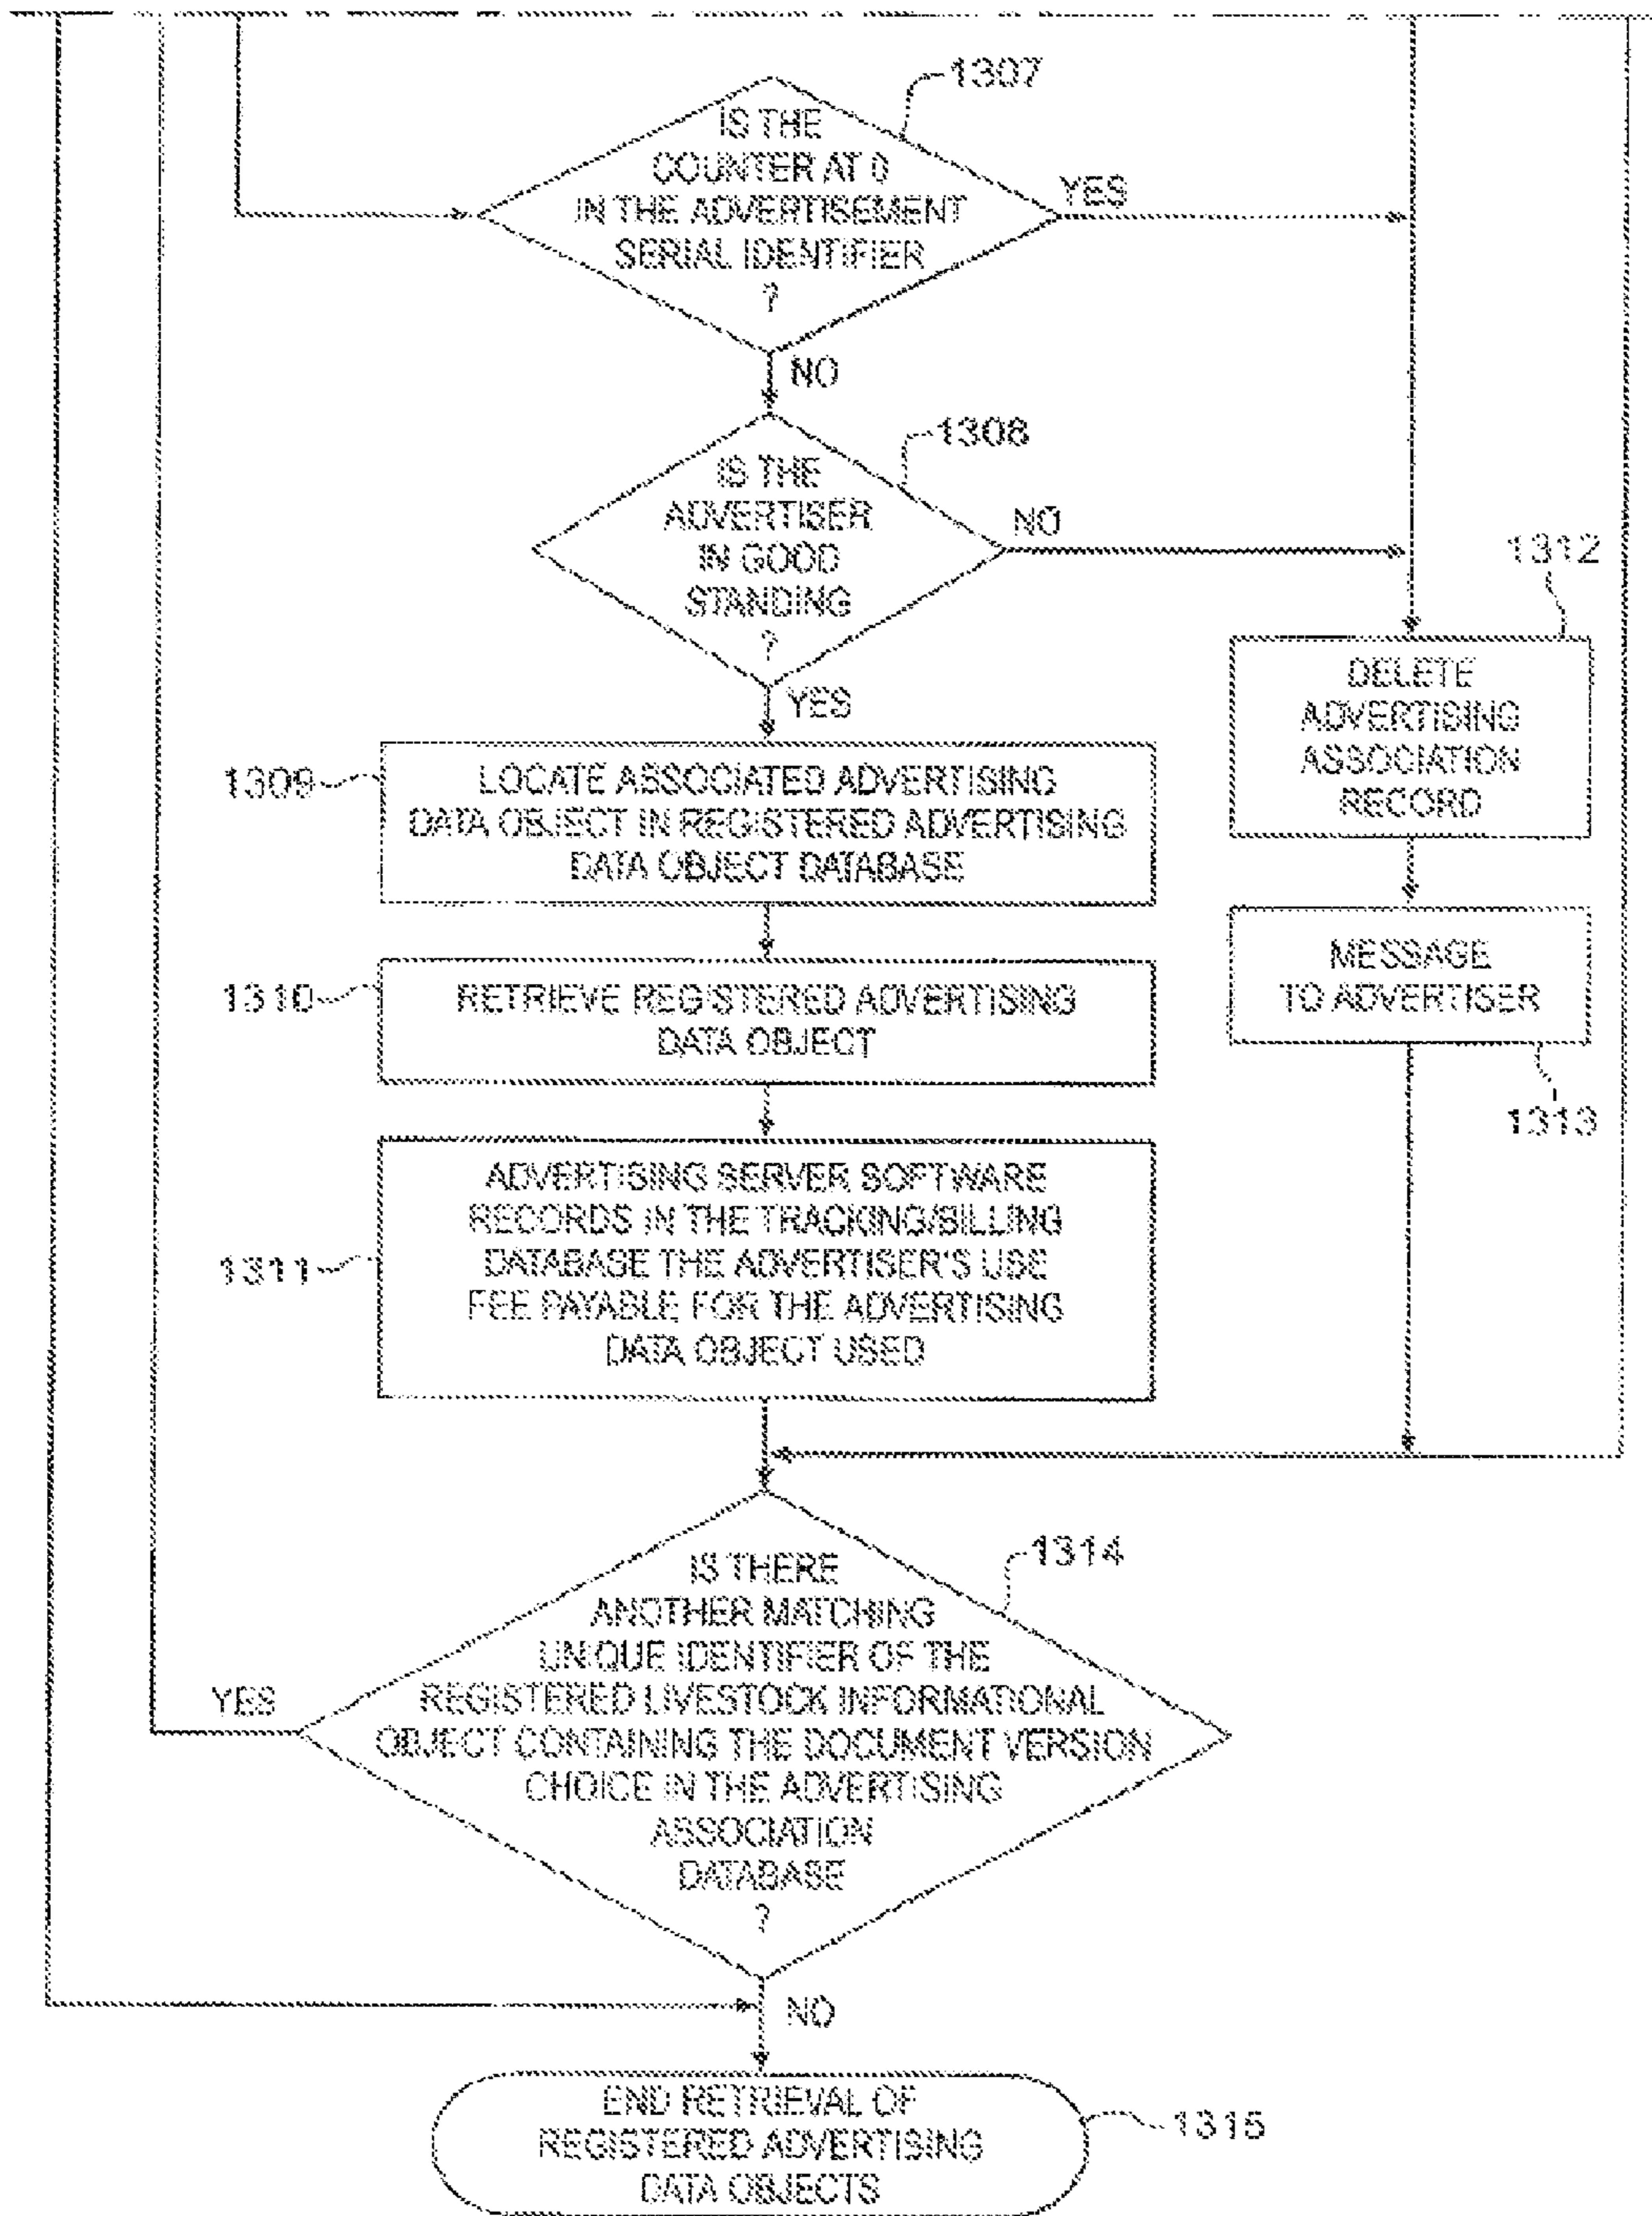 1307
IS THE
COUNTER AT 0
IN THE ADVERTISEMENT
SERIAL IDENTIFIER
?
YES
NO
1308
IS THE
ADVERTISER
IN GOOD
STANDING
?
NO
YES
1312
DELETE
ADVERTISING
ASSOCIATION
RECORD
1309
LOCATE ASSOCIATED ADVERTISING
DATA OBJECT IN REGISTERED ADVERTISING
DATA OBJECT DATABASE
MESSAGE
TO ADVERTISER
1313
1310
RETRIEVE REGISTERED ADVERTISING
DATA OBJECT
1311
ADVERTISING SERVER SOFTWARE
RECORDS IN THE TRACKING/BILLING
DATABASE THE ADVERTISER'S USE
FEE PAYABLE FOR THE ADVERTISING
DATA OBJECT USED
1314
IS THERE
ANOTHER MATCHING
UNIQUE IDENTIFIER OF THE
REGISTERED LIVESTOCK INFORMATIONAL
OBJECT CONTAINING THE DOCUMENT VERSION
CHOICE IN THE ADVERTISING
ASSOCIATION
DATABASE
?
YES
NO
END RETRIEVAL OF
REGISTERED ADVERTISING
DATA OBJECTS
1315